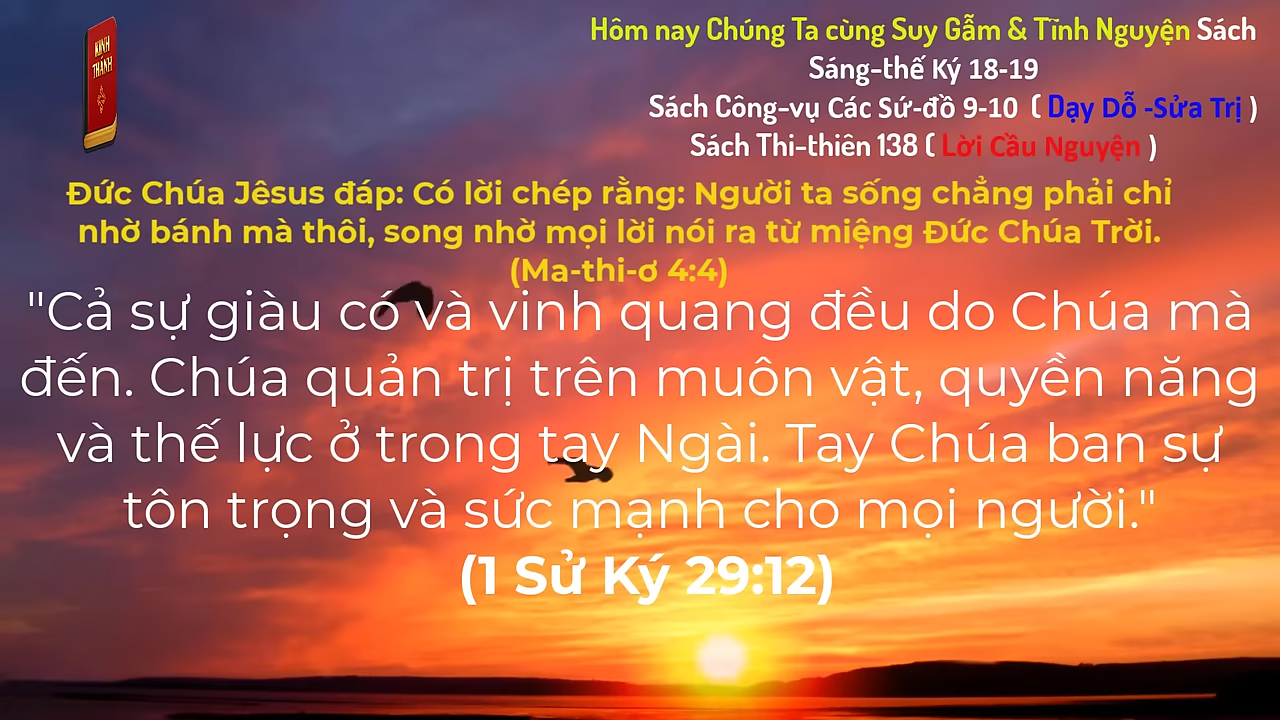 KINH
THÁNH
Hôm nay Chúng Ta cùng Suy Gẫm & Tĩnh Nguyện Sách
Sáng-thế Ký 18-19
Sách Công-vụ Các Sứ-đồ 9-10 ( Dạy Dỗ -Sửa Trị )
Sách Thi-thiên 138 ( Lời Cầu Nguyện )
Đức Chúa Jêsus đáp: Có lời chép rằng: Người ta sống chẳng phải chỉ
nhờ bánh mà thôi, song nhờ mọi lời nói ra từ miệng Đức Chúa Trời.
(Ma-thi-ơ 4:4)
"Cả sự giàu có và vinh quang đều do Chúa mà
đến. Chúa quản trị trên muôn vật, quyền năng
và thế lực ở trong tay Ngài. Tay Chúa ban sự
tôn trọng và sức mạnh cho mọi người."
(1 Sử Ký 29:12)